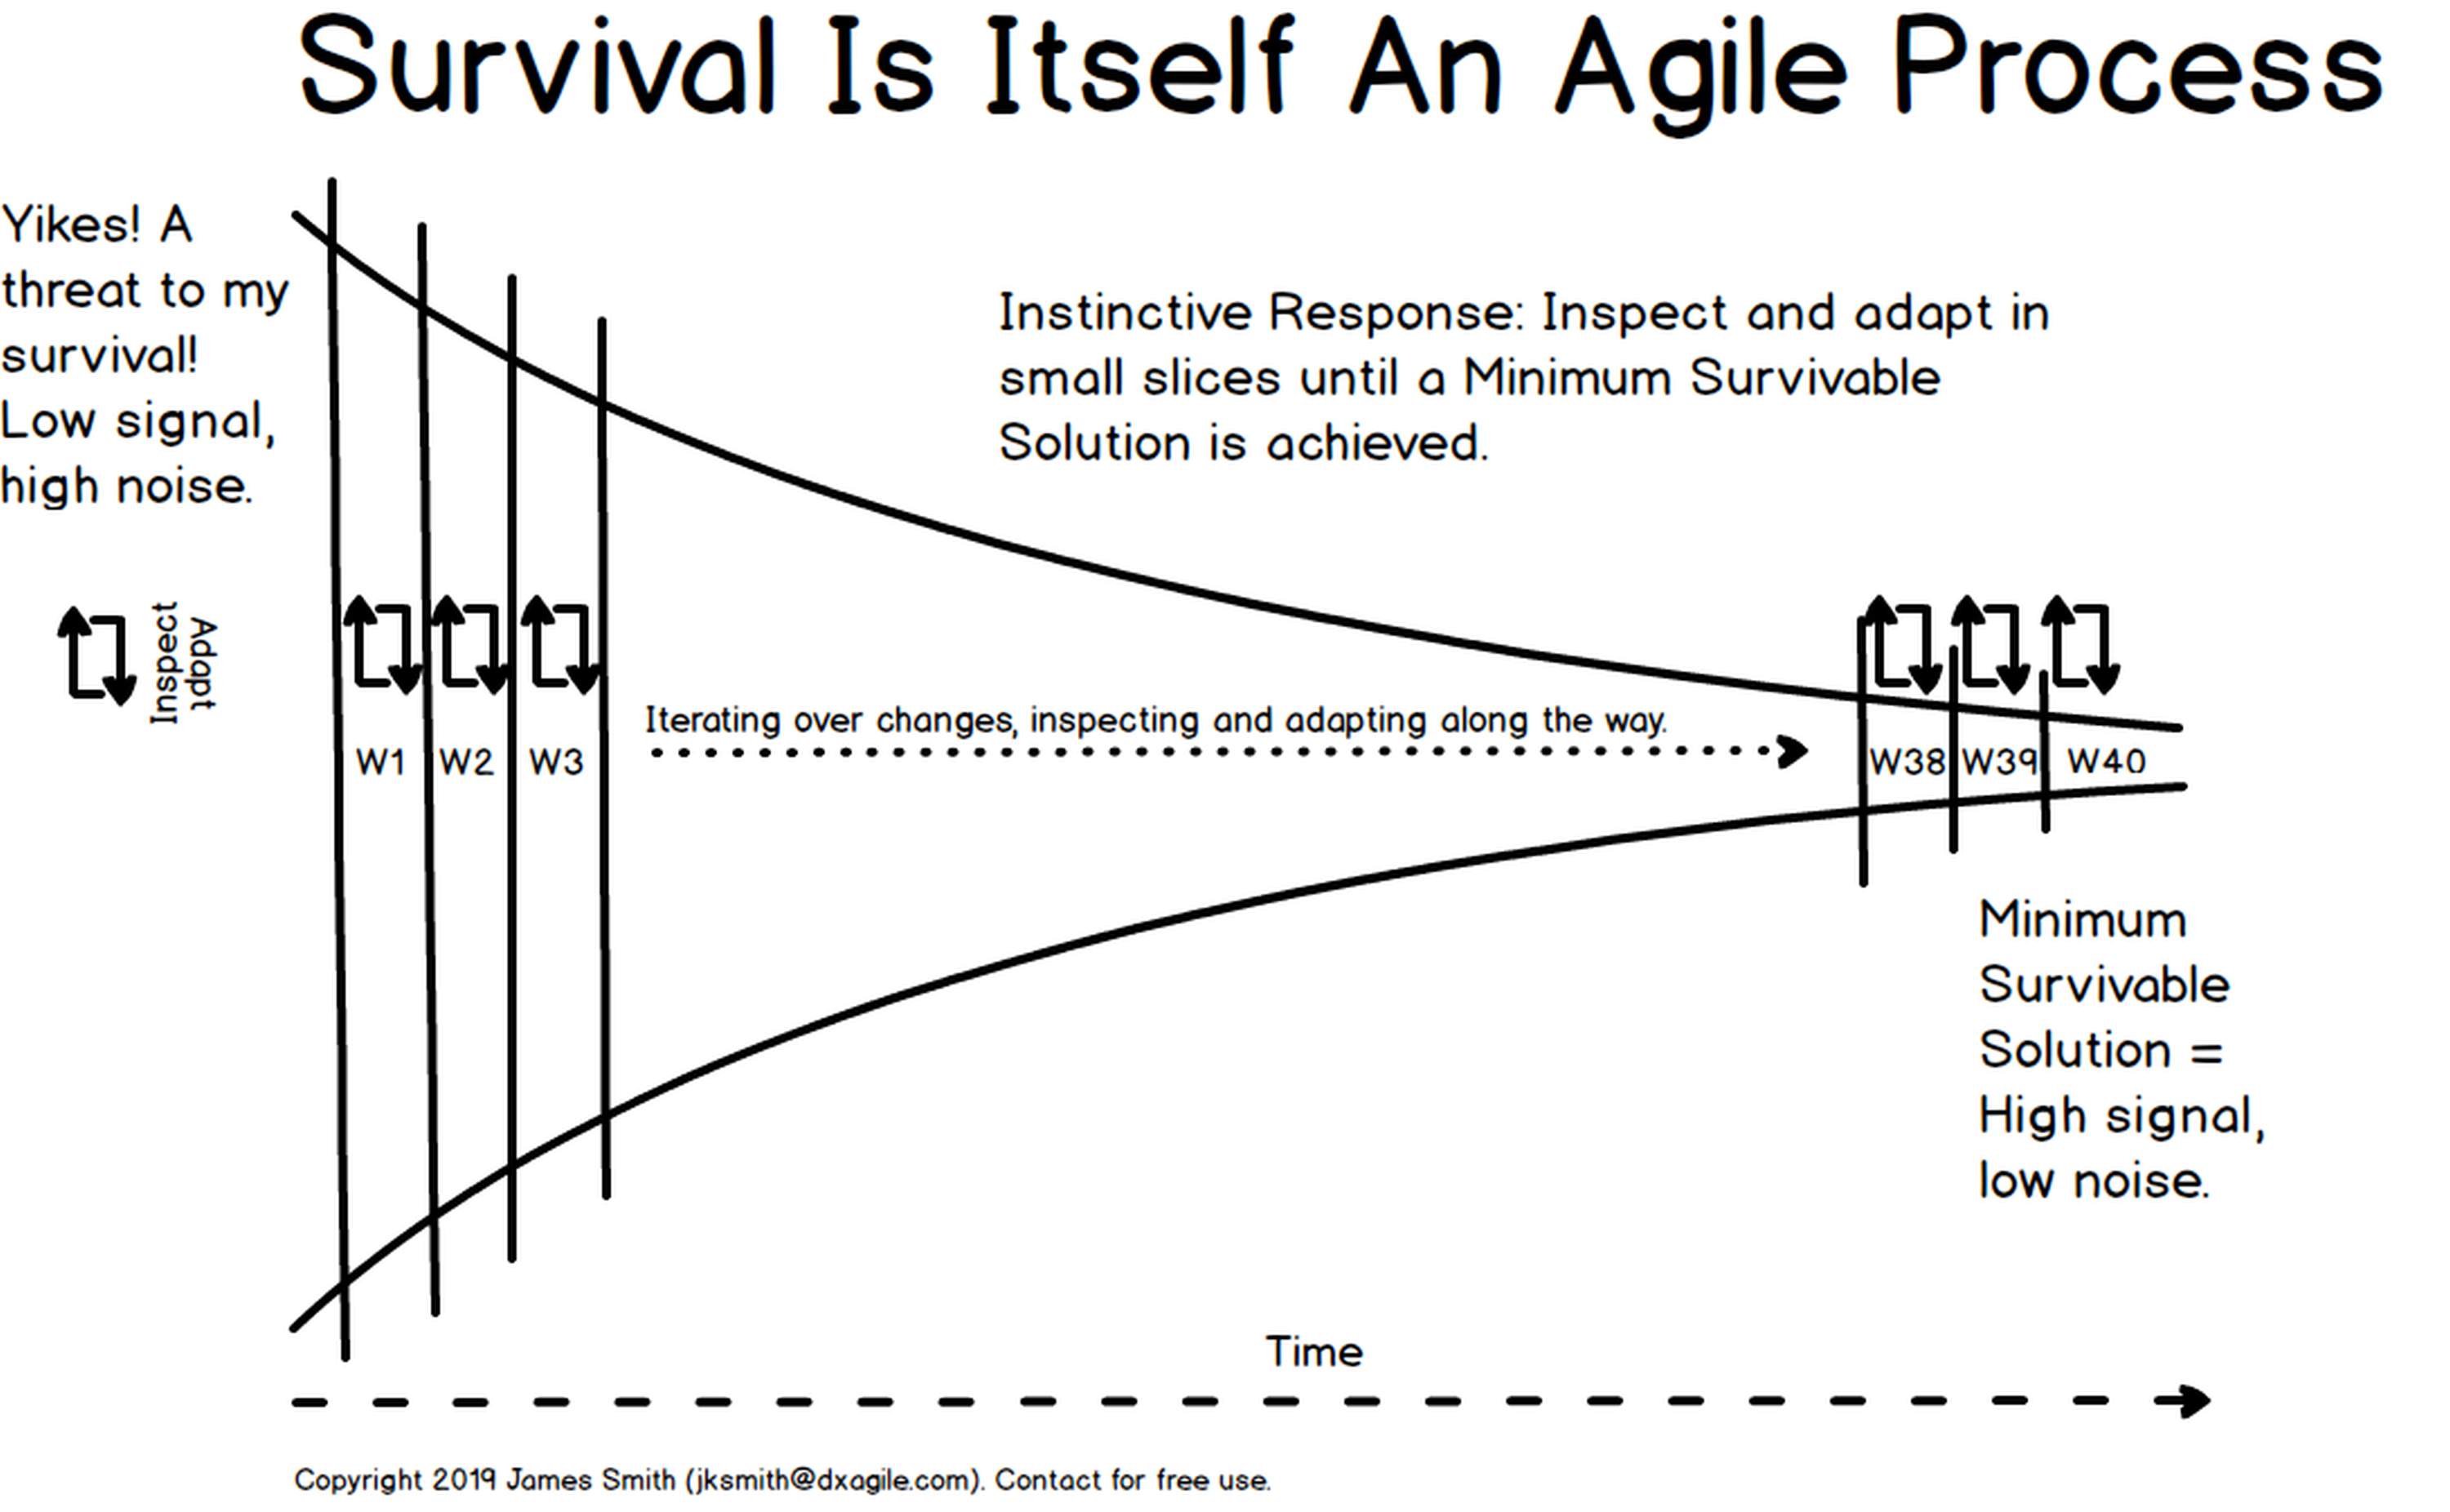 Survival Is Itself An Agile Process
Yikes! A
threat to my
survival!
Low signal,
high noise.
Instinctive Response: Inspect and adapt in
small slices until a Minimum Survivable
Solution is achieved.
Inspect
Adapt
Iterating over changes, inspecting and adapting along the way.
W1
W2
W3
W38
W39
W40
Minimum
Survivable
Solution =
High signal,
low noise.
Time
Copyright 2019 James Smith (jksmith@dxagile.com). Contact for free use.